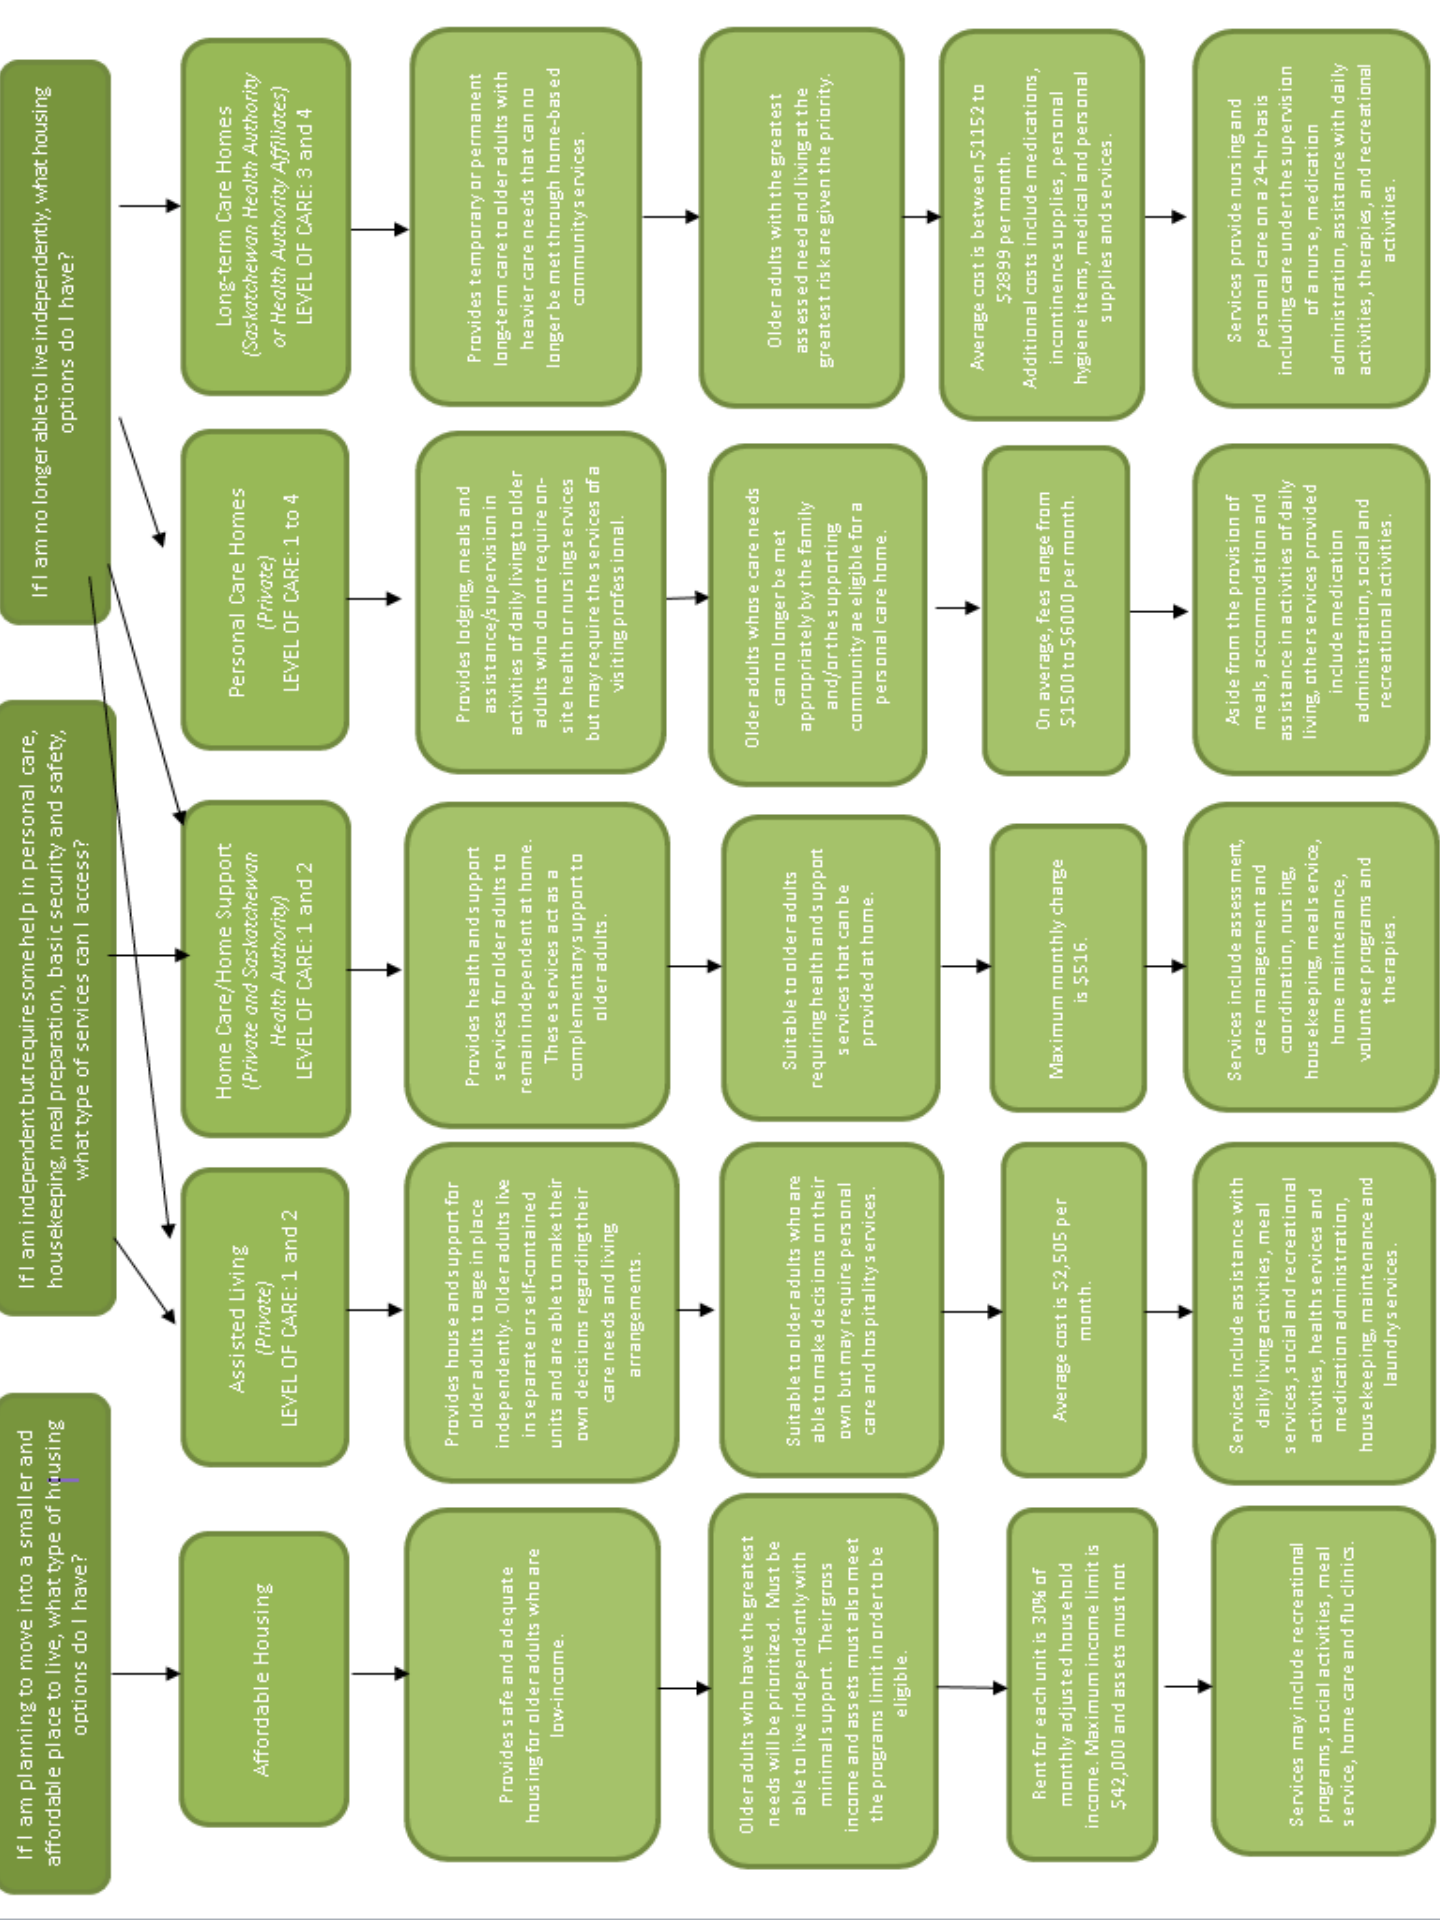 If I am planning to move into a smaller and
affordable place to live, what type of housing
options do I have?
If I am independent but require some help in personal care,
housekeeping, meal preparation, basic security and safety,
what type of services can I access?
If I am no longer able to live independently, what housing
options do I have?
Affordable Housing
Assisted Living
(Private)
LEVEL OF CARE: 1 and 2
Home Care/Home Support
(Private and Saskatchewan
Health Authority)
LEVEL OF CARE: 1 and 2
Personal Care Homes
(Private)
LEVEL OF CARE: 1 to 4
Long-term Care Homes
(Saskatchewan Health Authority
or Health Authority Affiliates)
LEVEL OF CARE: 3 and 4
Provides safe and adequate
housing for older adults who are
low-income.
Provides house and support for
older adults to age in place
independently. Older adults live
in separate or self-contained
units and are able to make their
own decisions regarding their
care needs and living
arrangements.
Provides health and support
services for older adults to
remain independent at home.
These services act as a
complementary support to
older adults.
Provides lodging, meals and
assistance/supervision in
activities of daily living to older
adults who do not require on-
site health or nursing services
but may require the services of a
visiting professional.
Provides temporary or permanent
long-term care to older adults with
heavier care needs that can no
longer be met through home-based
community services.
Older adults who have the greatest
needs will be prioritized. Must be
able to live independently with
minimal support. Their gross
income and assets must also meet
the programs limit in order to be
eligible.
Suitable to older adults who are
able to make decisions on their
own but may require personal
care and hospitality services.
Suitable to older adults
requiring health and support
services that can be
provided at home.
Older adults whose care needs
can no longer be met
appropriately by the family
and/or the supporting
community ae eligible for a
personal care home.
Older adults with the greatest
assessed need and living at the
greatest risk are given the priority.
Rent for each unit is 30% of
monthly adjusted household
income. Maximum income limit is
$42,000 and assets must not
Average cost is $2,505 per
month.
Maximum monthly charge
is $516.
On average, fees range from
$1500 to $6000 per month.
Average cost is between $1152 to
$2899 per month.
Additional costs include medications,
incontinence supplies, personal
hygiene items, medical and personal
supplies and services.
Services may include recreational
programs, social activities, meal
service, home care and flu clinics.
Services include assistance with
daily living activities, meal
services, social and recreational
activities, health services and
medication administration,
housekeeping, maintenance and
laundry services.
Services include assessment,
care management and
coordination, nursing,
housekeeping, meal service,
home maintenance,
volunteer programs and
therapies.
Aside from the provision of
meals, accommodation and
assistance in activities of daily
living, other services provided
include medication
administration, social and
recreational activities.
Services provide nursing and
personal care on a 24-hr basis
including care under the supervision
of a nurse, medication
administration, assistance with daily
activities, therapies, and recreational
activities.